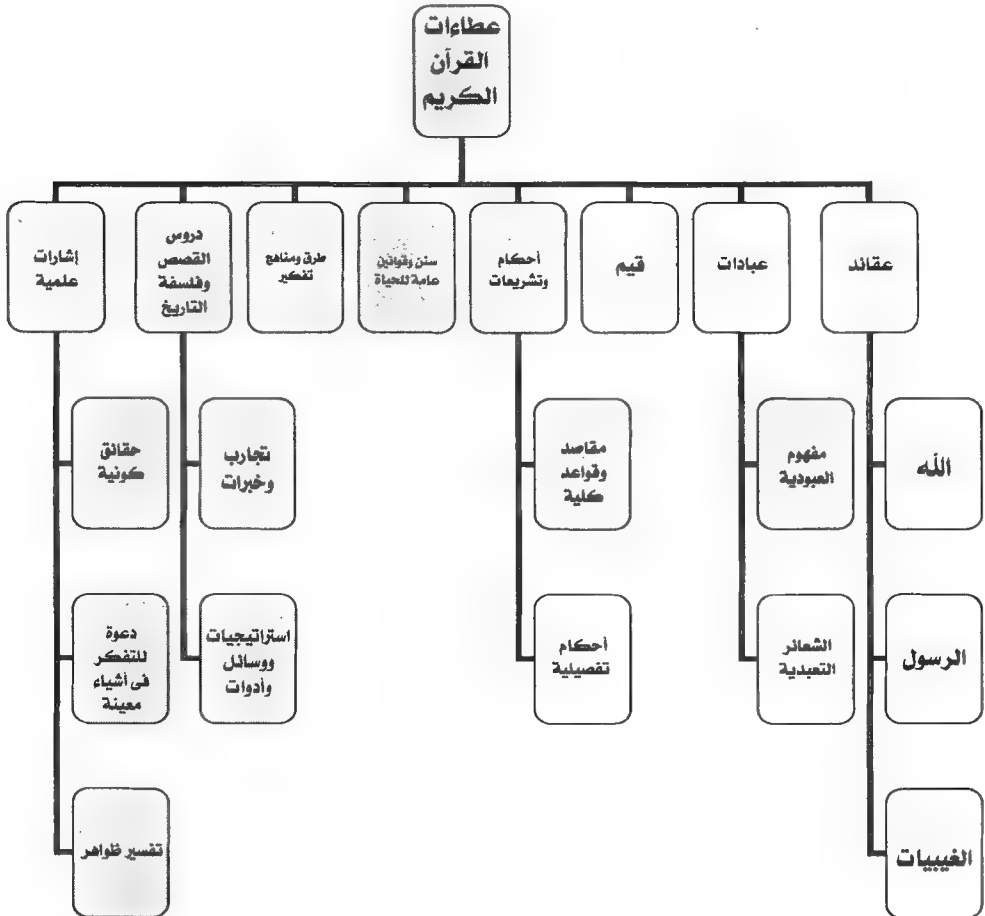 عطاءات
القرآن
الكريم
عقائد
عبادات
قيم
أحكام
وتشريعات
سنن وقوانين
عامة للحياة
طرق ومناهج
تفكير
دروس
القصص
وفلسفة
التاريخ
إشارات
علمية
الله
مفهوم
العبودية
مقاصد
وقواعد
كلية
تجارب
وخبرات
حقائق
كونية
الرسول
الشعائر
التعبدية
أحكام
تفصيلية
استراتيجيات
ووسائل
وأدوات
دعوة
للتفكر
فى أشياء
معينة
الغيبيات
تفسير ظواهر